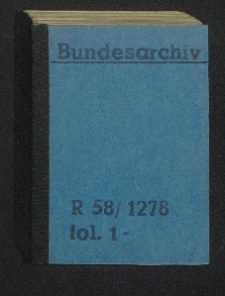 Bundesarchiv
R 58/1278
fol. 1-